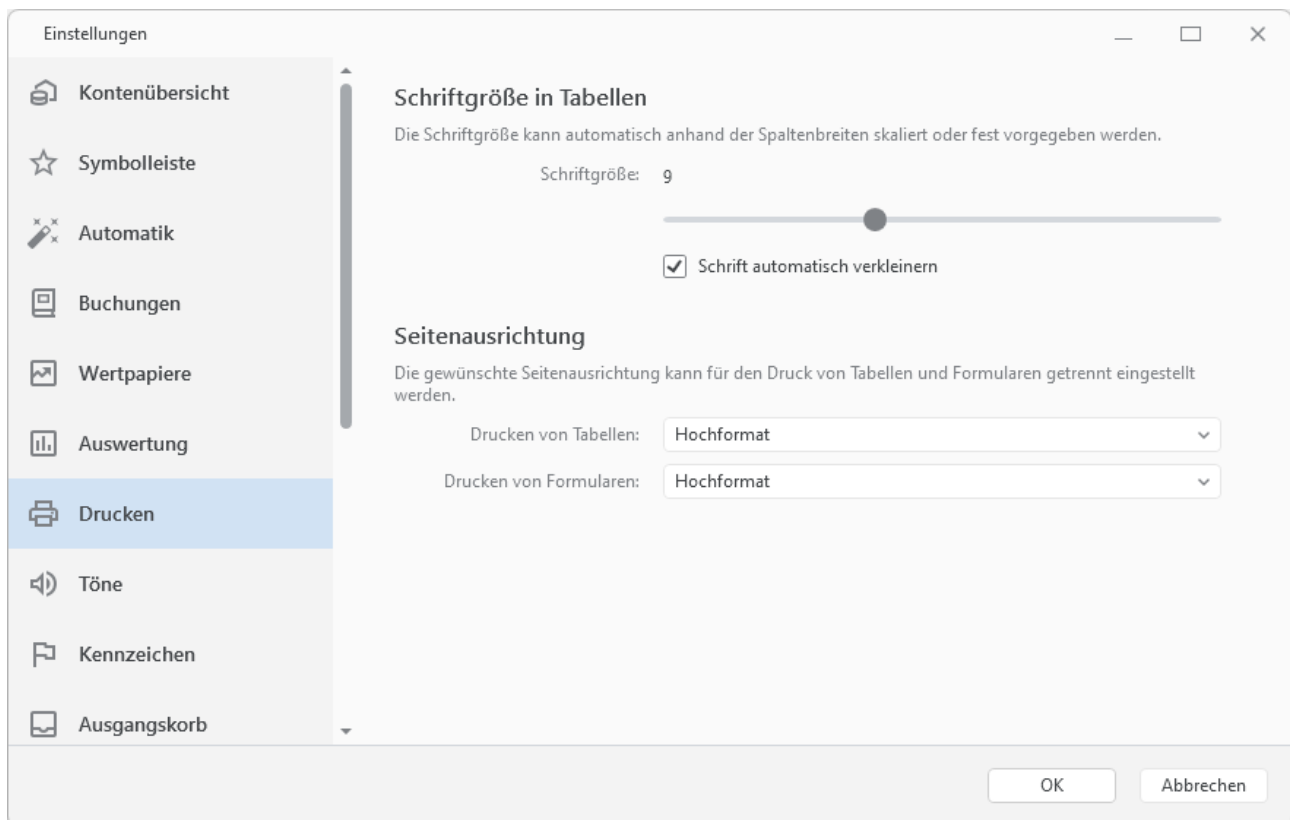 Einstellungen
Kontenübersicht
Symbolleiste
Automatik
Buchungen
Wertpapiere
Auswertung
Drucken
Töne
Kennzeichen
Ausgangskorb
Schriftgröße in Tabellen
Die Schriftgröße kann automatisch anhand der Spaltenbreiten skaliert oder fest vorgegeben werden.
Schriftgröße: 9
Schrift automatisch verkleinern
Seitenausrichtung
Die gewünschte Seitenausrichtung kann für den Druck von Tabellen und Formularen getrennt eingestellt
werden.
Drucken von Tabellen: Hochformat
Drucken von Formularen: Hochformat
OK Abbrechen